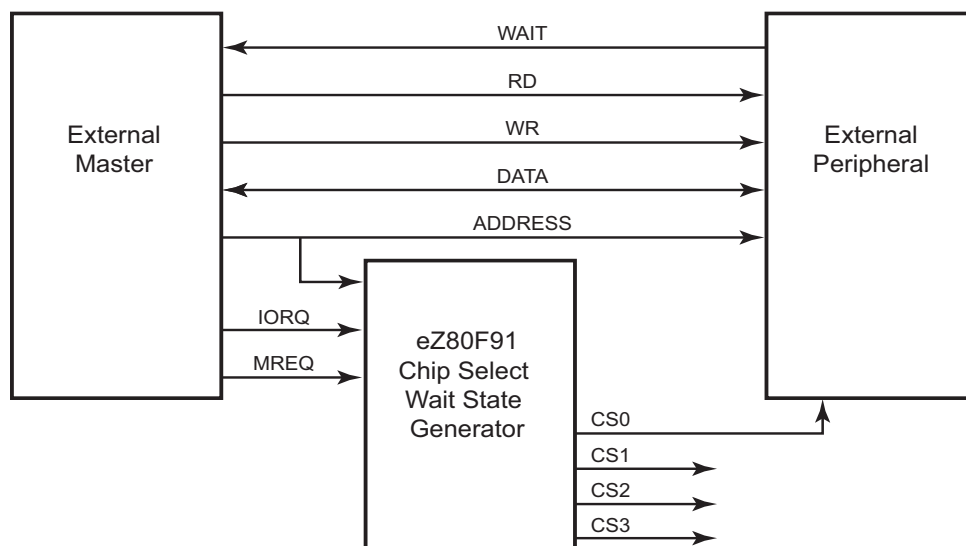 WAIT
RD
External
Master
WR
External
Peripheral
DATA
ADDRESS
IORQ
MREQ
eZ80F91
Chip Select
Wait State
Generator
CS0
CS1
CS2
CS3